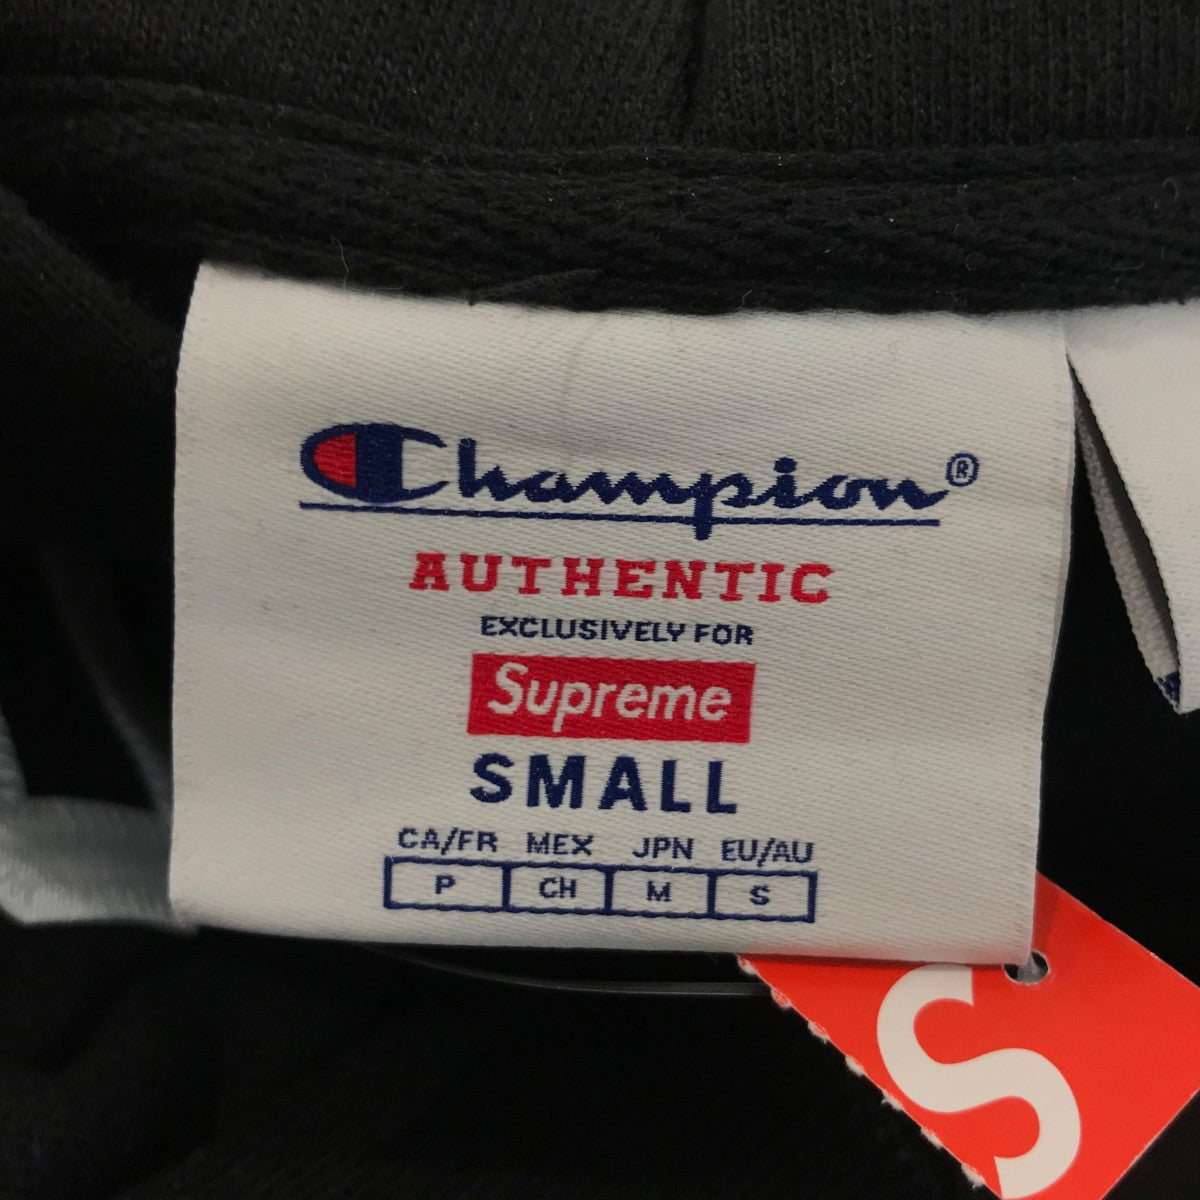 Champion®
AUTHENTIC
EXCLUSIVELY FOR
Supreme
SMALL
CA/FR MEX JPN EU/AU
P CH M S
S